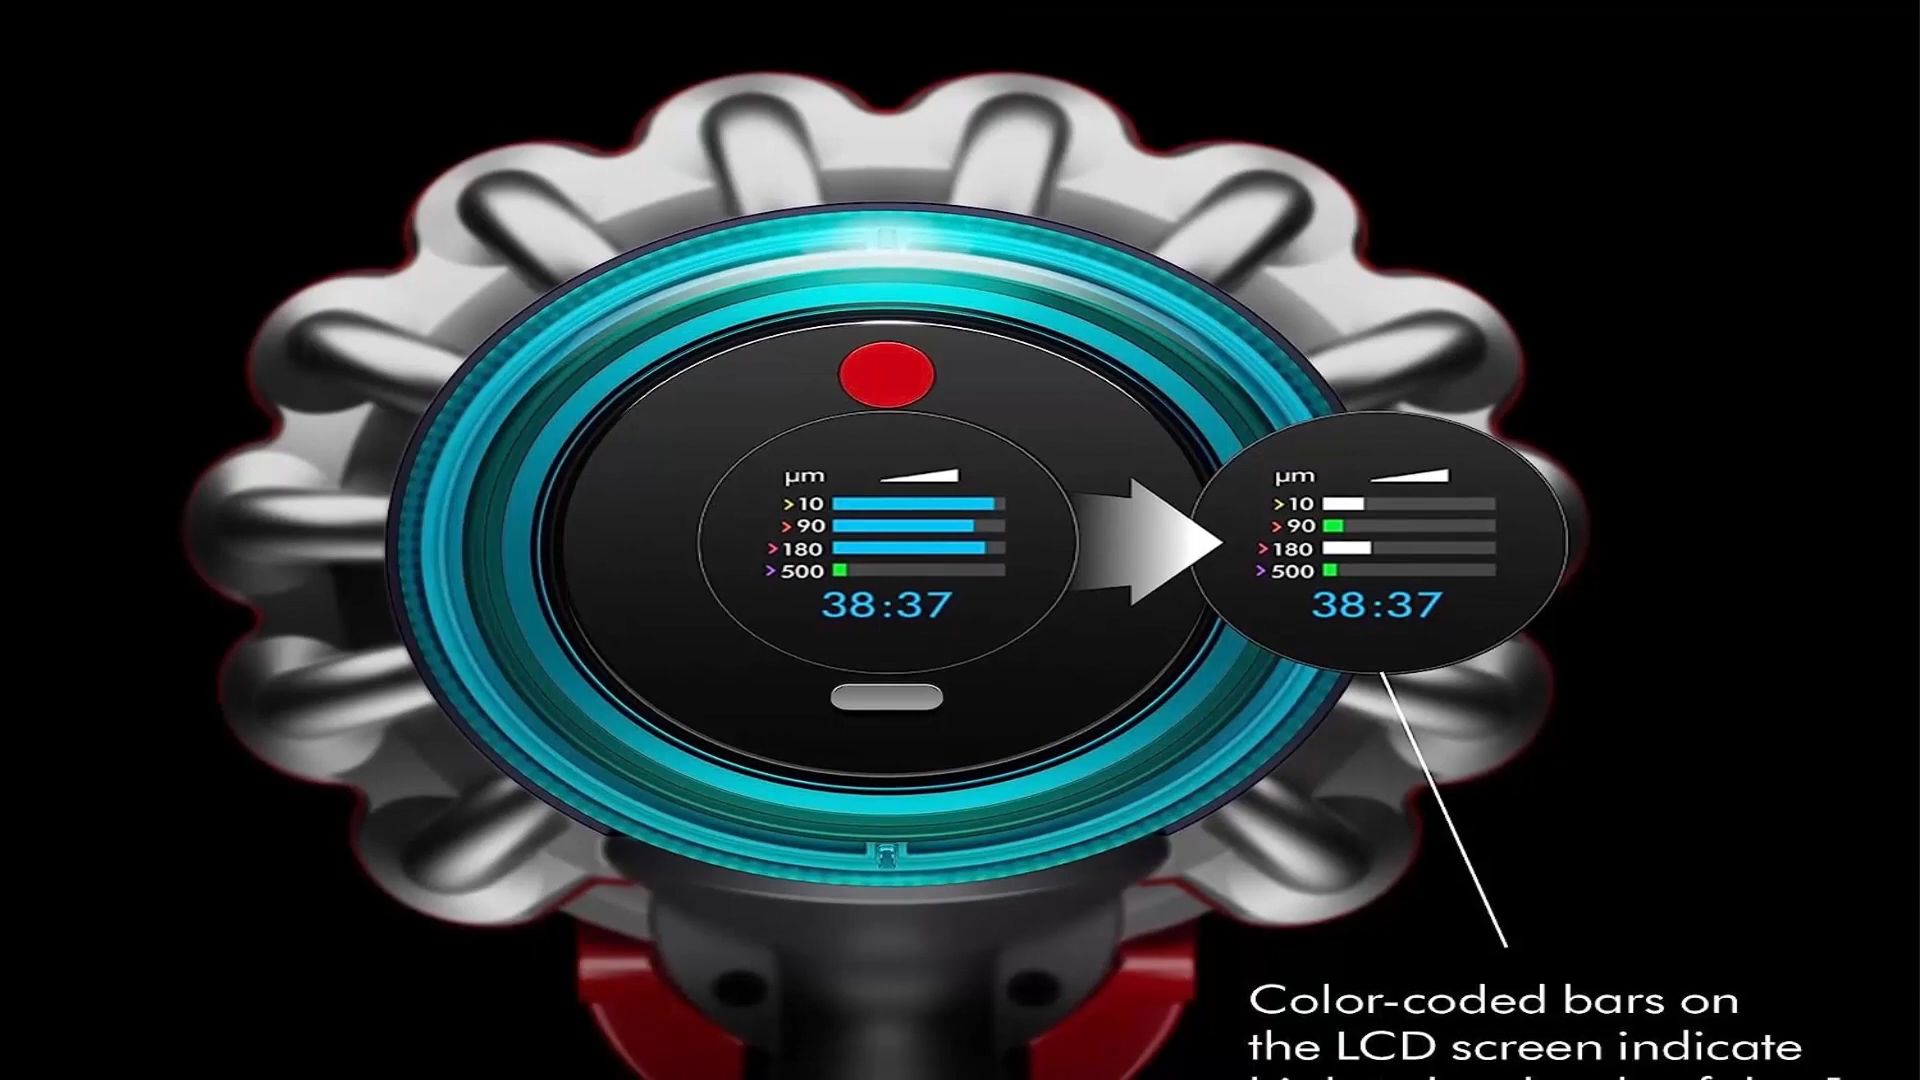 µm
>10
>90
>180
>500
38:37
µm
>10
>90
>180
>500
38:37
Color-coded bars on
the LCD screen indicate